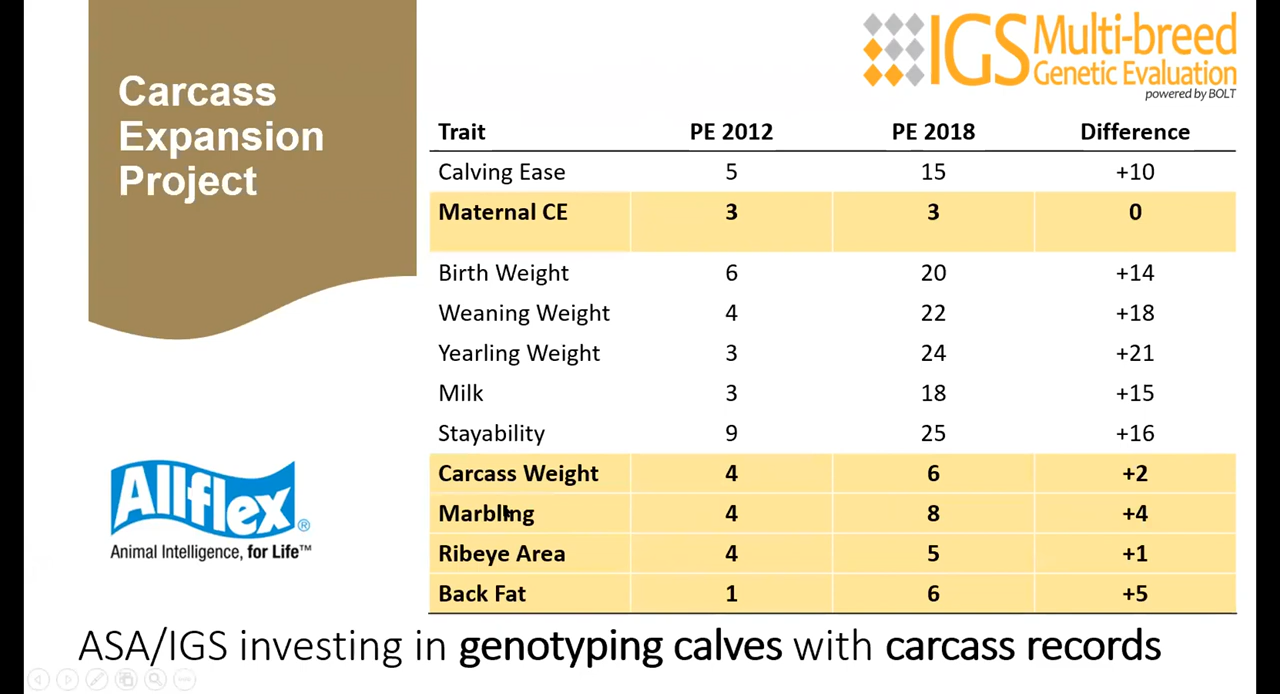 Carcass
Expansion
Project
IGS Multi-breed
Genetic Evaluation
powered by BOLT
Trait PE 2012 PE 2018 Difference
Calving Ease 5 15 +10
Maternal CE 3 3 0
Birth Weight 6 20 +14
Weaning Weight 4 22 +18
Yearling Weight 3 24 +21
Milk 3 18 +15
Stayability 9 25 +16
Carcass Weight 4 6 +2
Marbling 4 8 +4
Ribeye Area 4 5 +1
Back Fat 1 6 +5
Allflex®
Animal Intelligence, for Life™
ASA/IGS investing in genotyping calves with carcass records